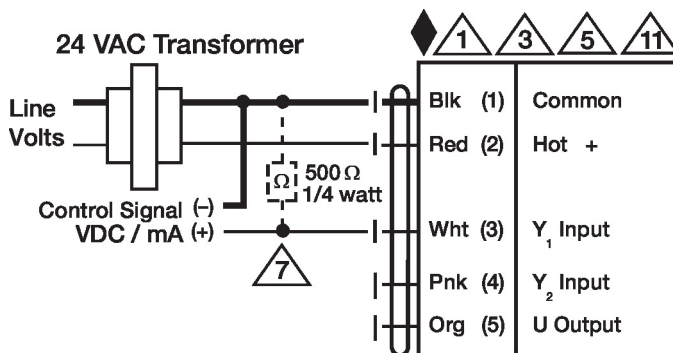 24 VAC Transformer
1 3 5 11
Line
Volts
Blk (1) Common
Red (2) Hot +
Ω 500 Ω
1/4 watt
Control Signal (–)
VDC / mA (+)
Wht (3) Y₁ Input
7
Pnk (4) Y₂ Input
Org (5) U Output